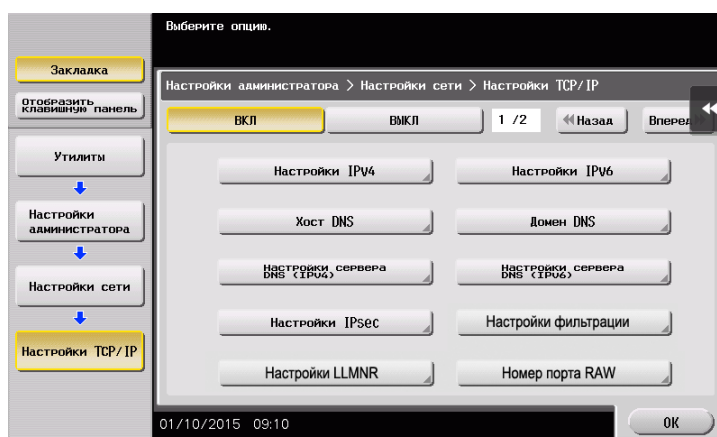 Выберите опцию.
Закладка
Отобразить
клавишную панель
Настройки администратора > Настройки сети > Настройки TCP/IP
ВКЛ
ВЫКЛ
1 /2
Назад
Вперед
Утилиты
Настройки
администратора
Настройки сети
Настройки TCP/IP
Настройки IPv4
Настройки IPv6
Хост DNS
Домен DNS
Настройки сервера
DNS (IPv4)
Настройки сервера
DNS (IPv6)
Настройки IPsec
Настройки фильтрации
Настройки LLMNR
Номер порта RAW
01/10/2015 09:10
OK